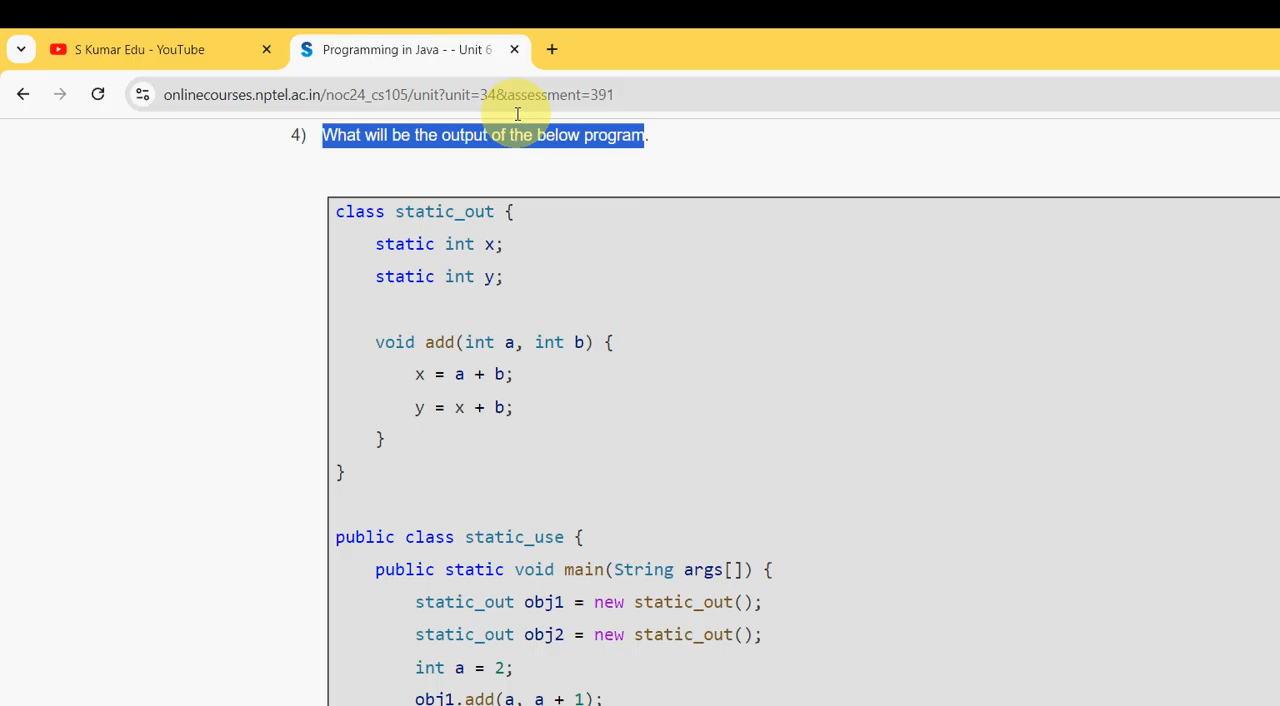 S Kumar Edu - YouTube
Programming in Java - - Unit 6
onlinecourses.nptel.ac.in/noc24_cs105/unit?unit=34&assessment=391
4) What will be the output of the below program.
class static_out {
static int x;
static int y;
void add(int a, int b) {
x = a + b;
y = x + b;
}
}
public class static_use {
public static void main(String args[]) {
static_out obj1 = new static_out();
static_out obj2 = new static_out();
int a = 2;
obj1.add(a, a + 1);